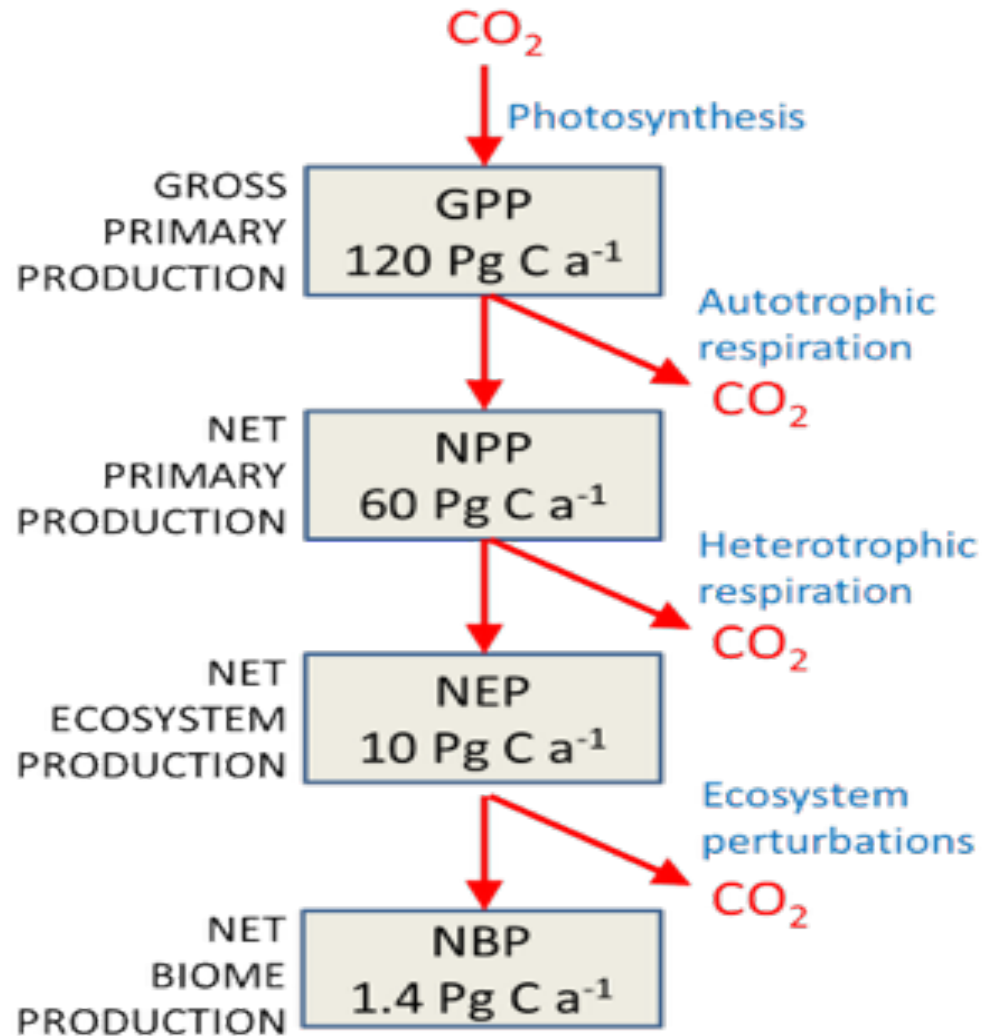 CO₂
Photosynthesis
GROSS
PRIMARY
PRODUCTION
GPP
120 Pg C a⁻¹
Autotrophic
respiration
CO₂
NET
PRIMARY
PRODUCTION
NPP
60 Pg C a⁻¹
Heterotrophic
respiration
CO₂
NET
ECOSYSTEM
PRODUCTION
NEP
10 Pg C a⁻¹
Ecosystem
perturbations
CO₂
NET
BIOME
PRODUCTION
NBP
1.4 Pg C a⁻¹